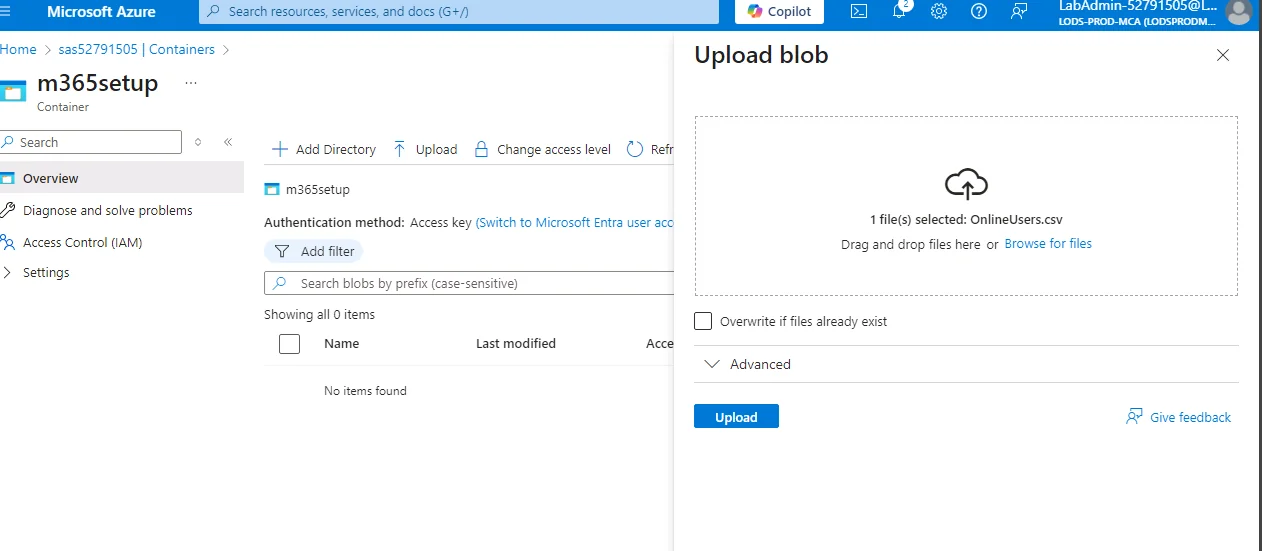 Microsoft Azure
Search resources, services, and docs (G+/)
Copilot
2
LabAdmin-52791505@L...
LODS-PROD-MCA (LODSPRODM...
Home > sas52791505 | Containers >
m365setup ...
Container
Search
Overview
Diagnose and solve problems
Access Control (IAM)
Settings
Add Directory
Upload
Change access level
Refr
m365setup
Authentication method: Access key (Switch to Microsoft Entra user acc
Add filter
Search blobs by prefix (case-sensitive)
Showing all 0 items
Name
Last modified
Acce
No items found
Upload blob
1 file(s) selected: OnlineUsers.csv
Drag and drop files here or Browse for files
Overwrite if files already exist
Advanced
Upload
Give feedback